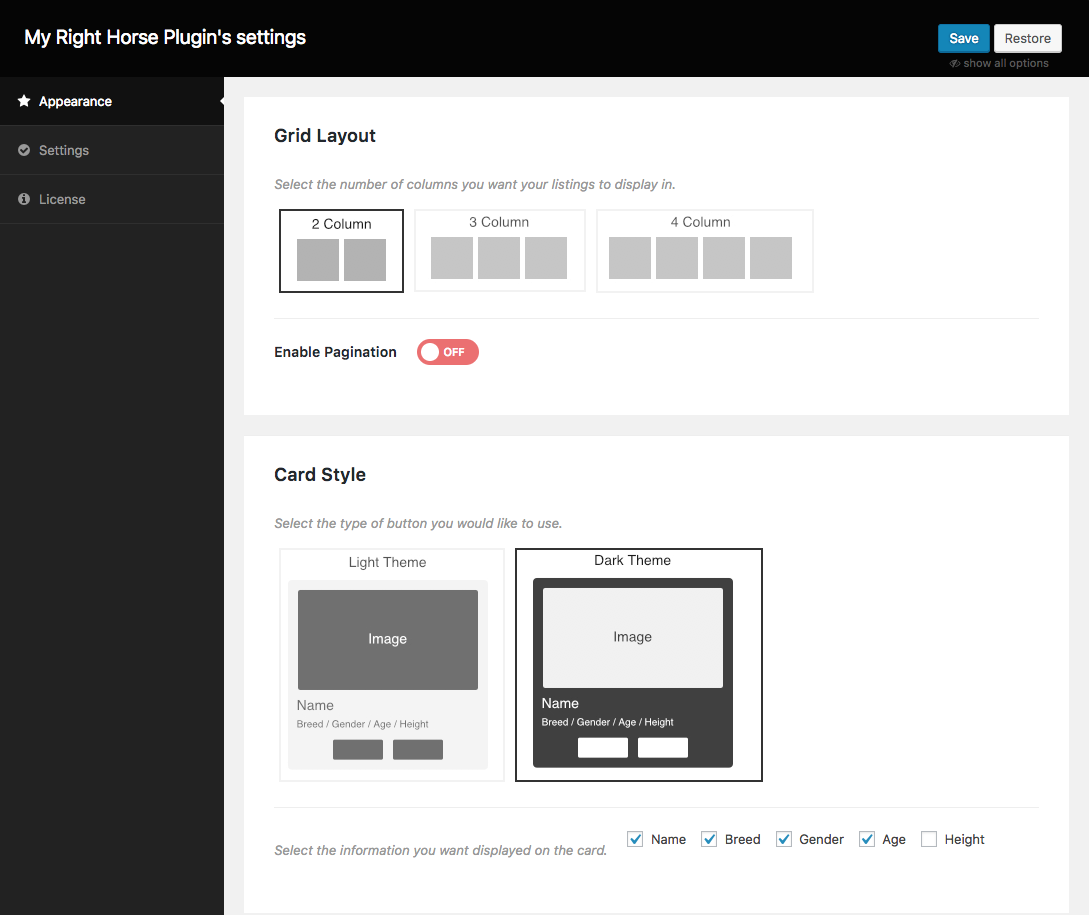 My Right Horse Plugin's settings
Save
Restore
show all options
Appearance
Settings
License
Grid Layout
Select the number of columns you want your listings to display in.
2 Column
3 Column
4 Column
Enable Pagination
OFF
Card Style
Select the type of button you would like to use.
Light Theme
Image
Name
Breed / Gender / Age / Height
Dark Theme
Image
Name
Breed / Gender / Age / Height
Select the information you want displayed on the card.
Name
Breed
Gender
Age
Height